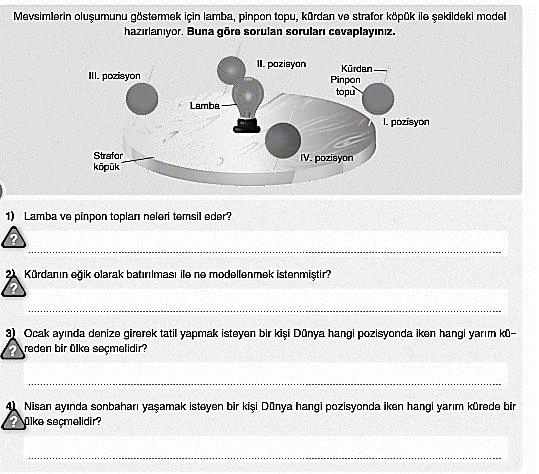 Mevsimlerin oluşumunu göstermek için lamba, pinpon topu, kürdan ve strafor köpük ile şekildeki model
hazırlanıyor. Buna göre sorulan soruları cevaplayınız.
II. pozisyon
Kürdan
III. pozisyon
Pinpon
topu
Lamba
I. pozisyon
Strafor
köpük
IV. pozisyon
1) Lamba ve pinpon topları neleri temsil eder?
?
2) Kürdanın eğik olarak batırılması ile ne modellenmek istenmiştir?
?
3) Ocak ayında denize girerek tatil yapmak isteyen bir kişi Dünya hangi pozisyonda iken hangi yarım kü-
? reden bir ülke seçmelidir?
4) Nisan ayında sonbaharı yaşamak isteyen bir kişi Dünya hangi pozisyonda iken hangi yarım kürede bir
? ülke seçmelidir?